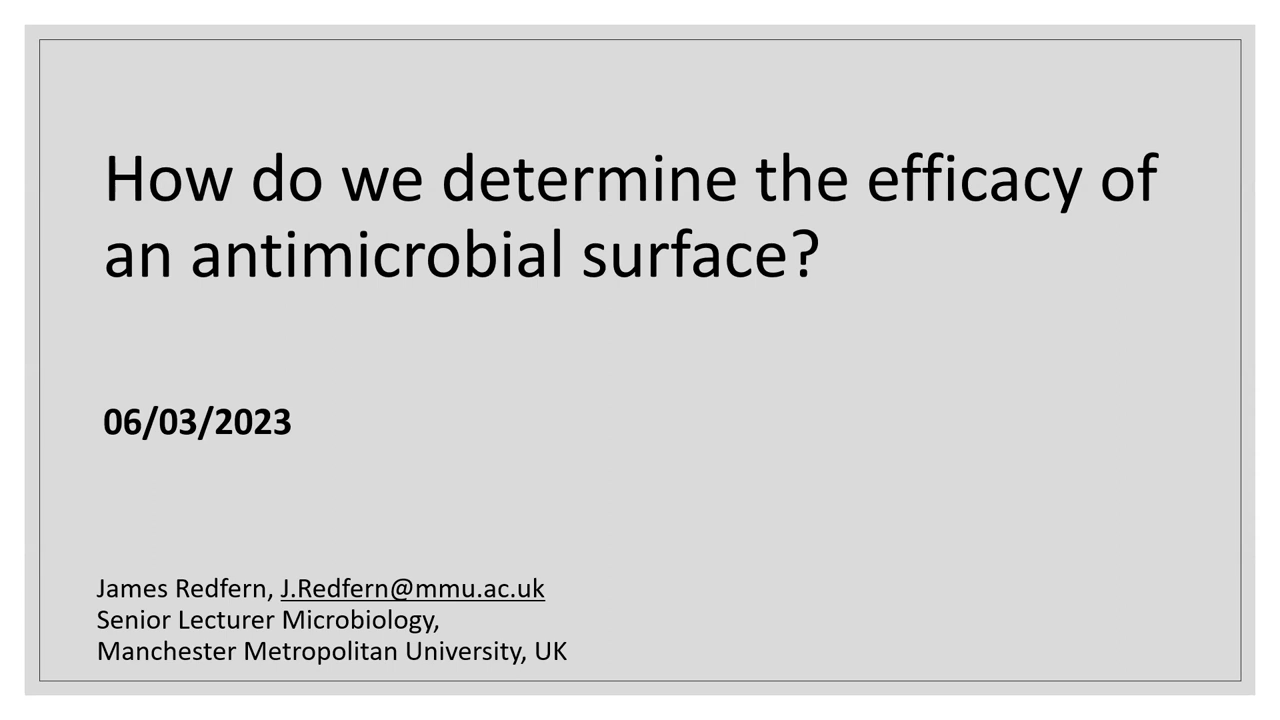 How do we determine the efficacy of
an antimicrobial surface?
06/03/2023
James Redfern, J.Redfern@mmu.ac.uk
Senior Lecturer Microbiology,
Manchester Metropolitan University, UK